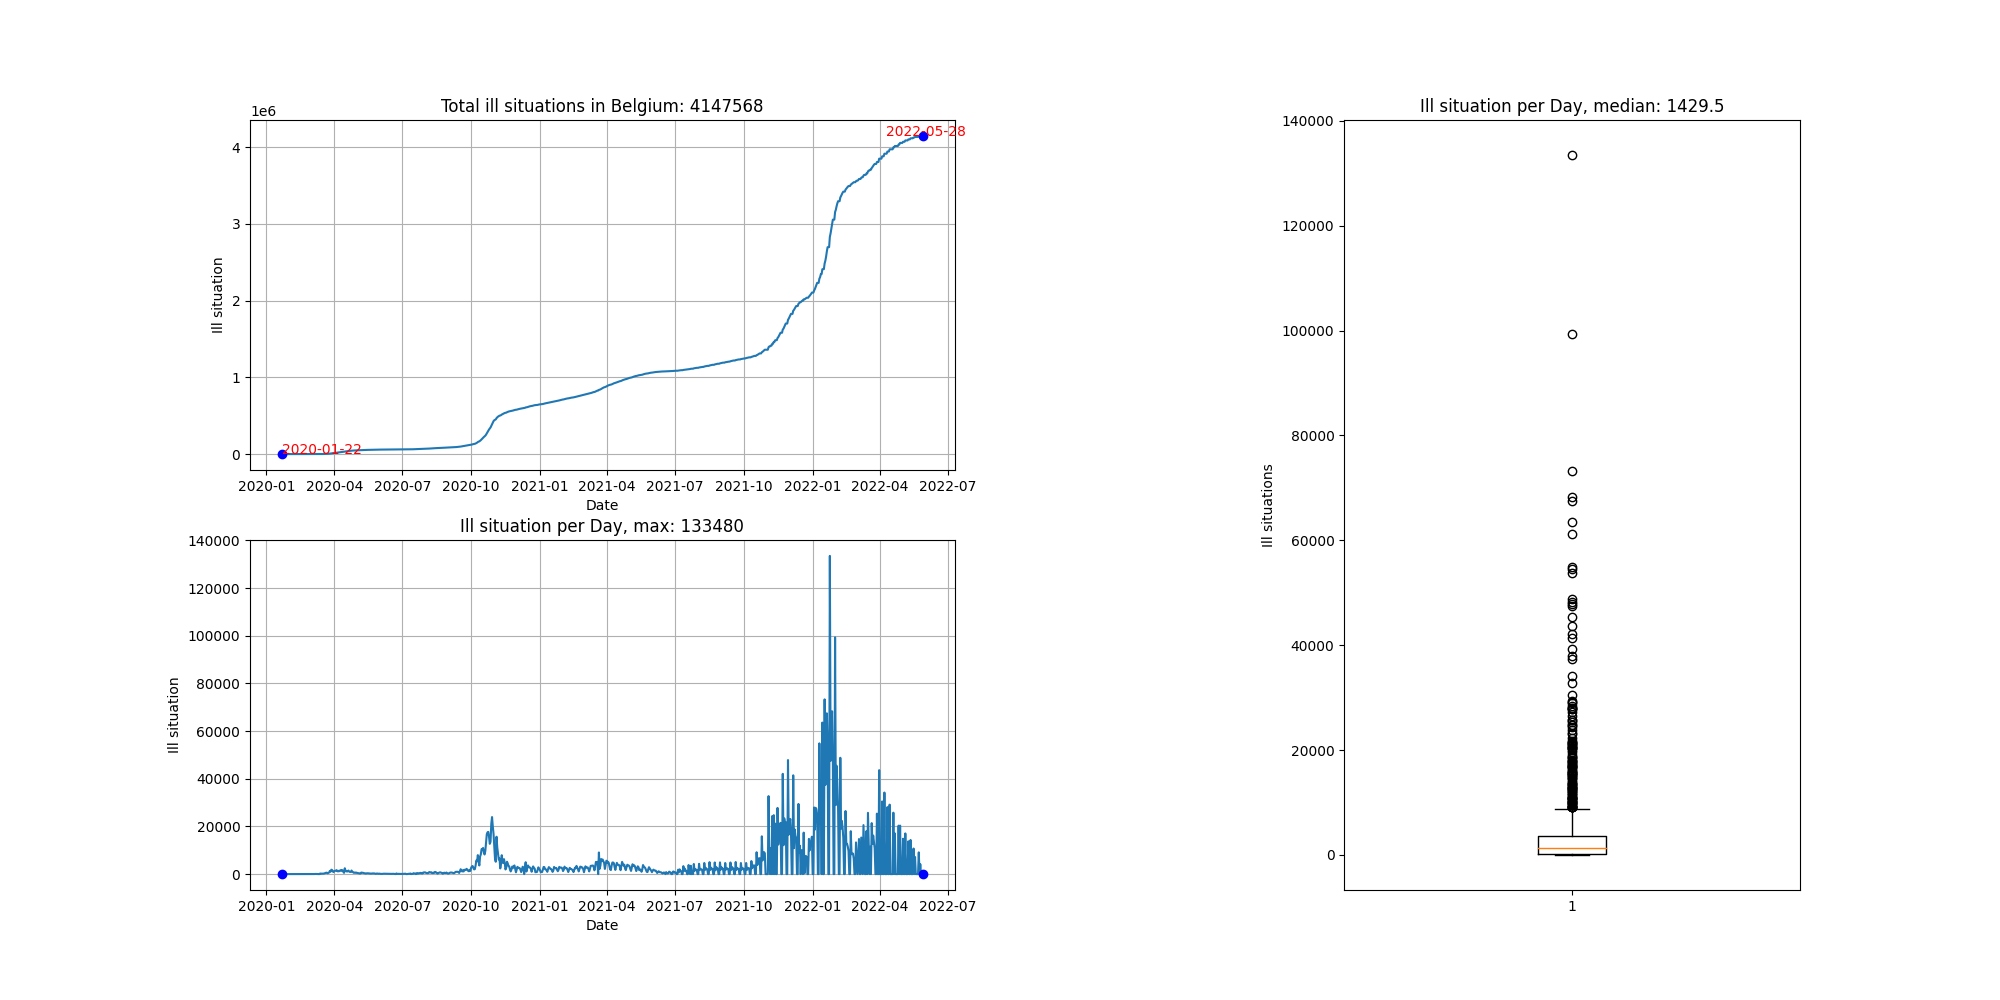 Total ill situations in Belgium: 4147568
1e6
4
3
2
1
0
Ill situation
2020-01-22
2022-05-28
2020-01 2020-04 2020-07 2020-10 2021-01 2021-04 2021-07 2021-10 2022-01 2022-04 2022-07
Date
Ill situation per Day, max: 133480
140000
120000
100000
80000
60000
40000
20000
0
Ill situation
2020-01 2020-04 2020-07 2020-10 2021-01 2021-04 2021-07 2021-10 2022-01 2022-04 2022-07
Date
Ill situation per Day, median: 1429.5
140000
120000
100000
80000
60000
40000
20000
0
Ill situations
1